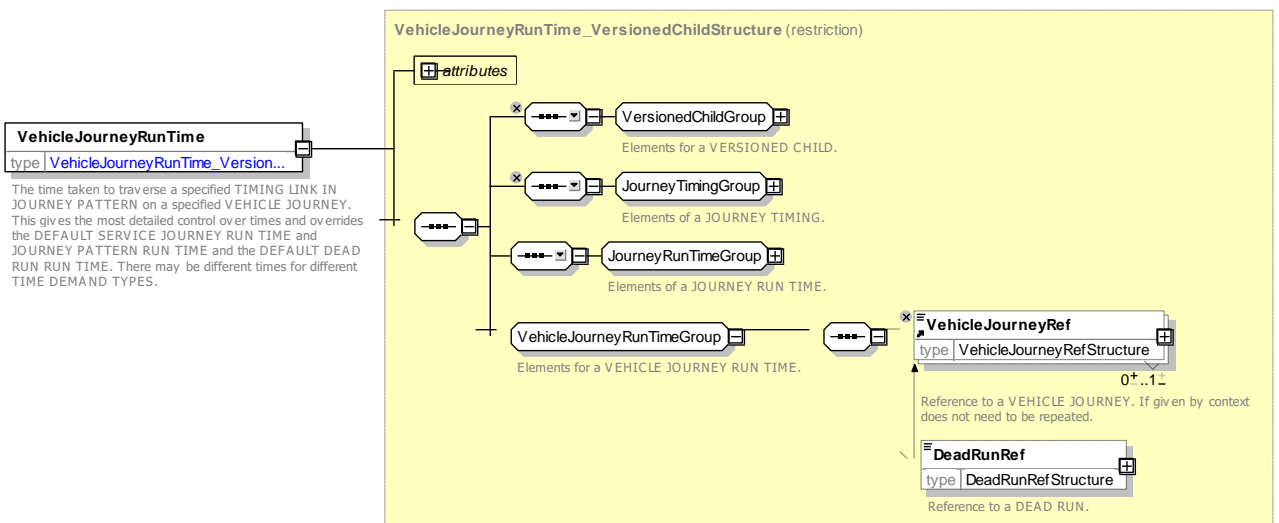 VehicleJourneyRunTime_VersionedChildStructure (restriction)
attributes
VersionedChildGroup
Elements for a VERSIONED CHILD.
VehicleJourneyRunTime
type VehicleJourneyRunTime_Version...
The time taken to traverse a specified TIMING LINK IN
JOURNEY PATTERN on a specified VEHICLE JOURNEY.
This gives the most detailed control over times and overrides
the DEFAULT SERVICE JOURNEY RUN TIME and
JOURNEY PATTERN RUN TIME and the DEFAULT DEAD
RUN RUN TIME. There may be different times for different
TIME DEMAND TYPES.
JourneyTimingGroup
Elements of a JOURNEY TIMING.
JourneyRunTimeGroup
Elements of a JOURNEY RUN TIME.
VehicleJourneyRunTimeGroup
Elements for a VEHICLE JOURNEY RUN TIME.
VehicleJourneyRef
type VehicleJourneyRefStructure
0..1
Reference to a VEHICLE JOURNEY. If given by context
does not need to be repeated.
DeadRunRef
type DeadRunRefStructure
Reference to a DEAD RUN.